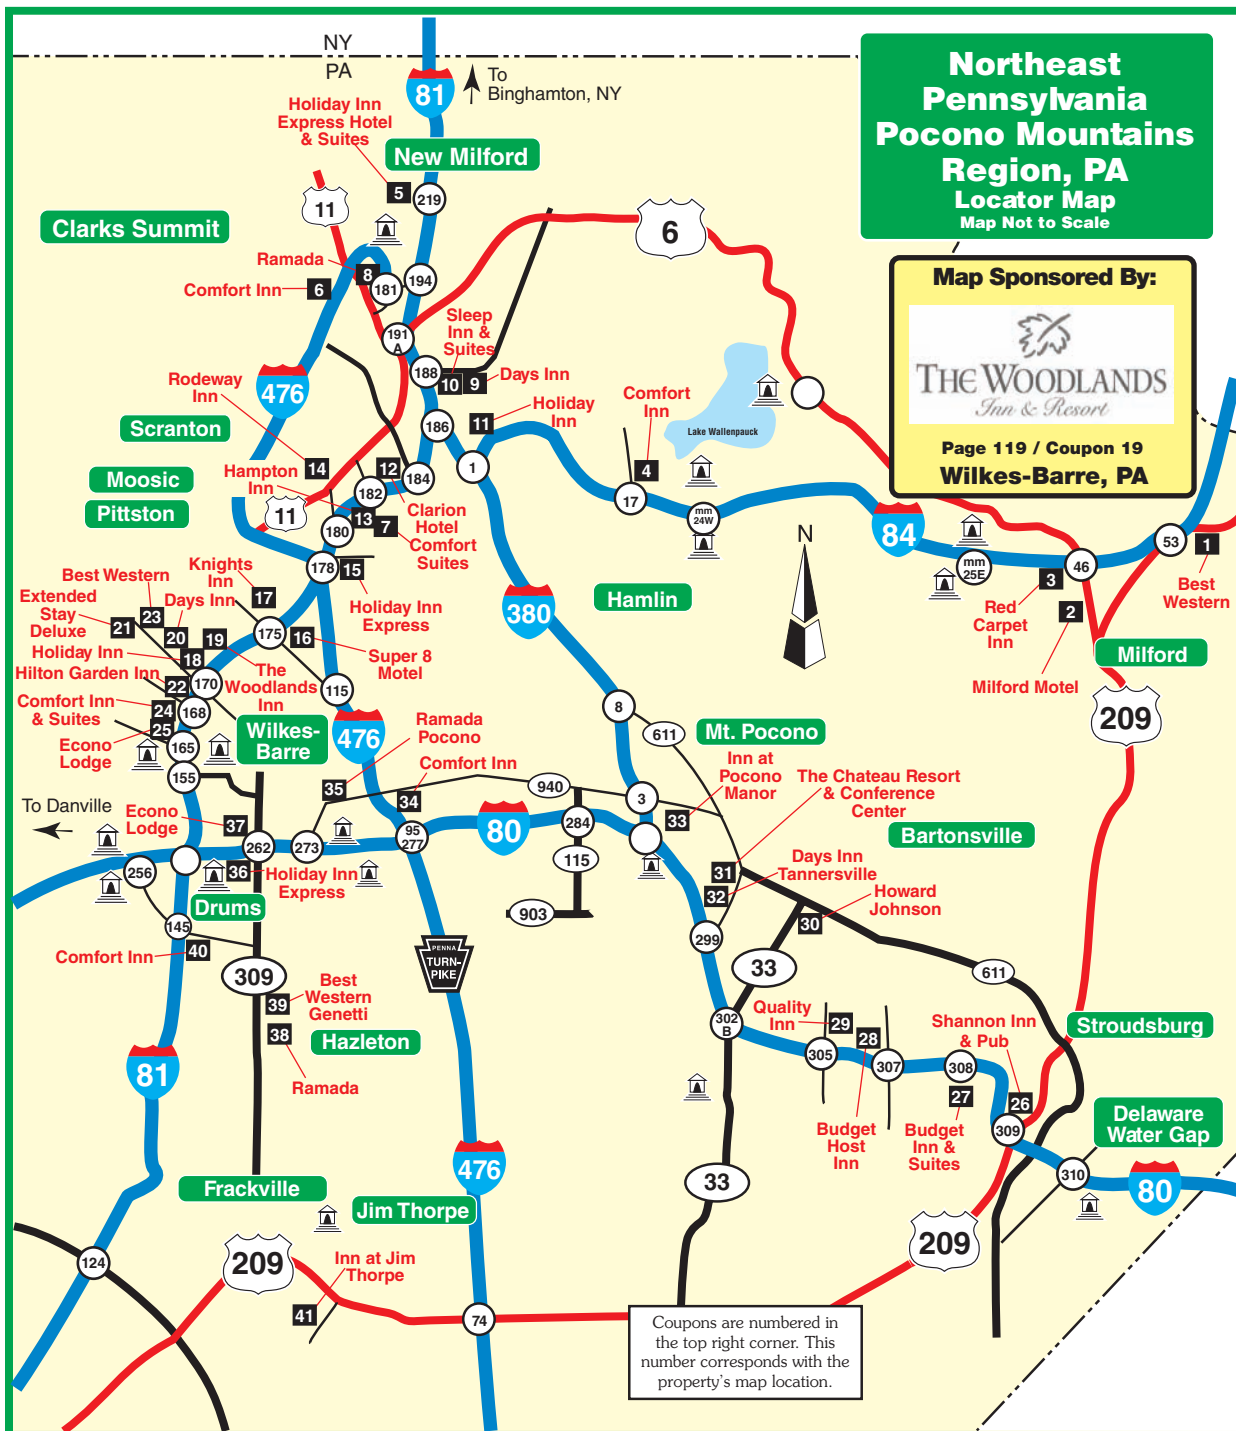 NY
PA
81
To
Binghamton, NY
Northeast
Pennsylvania
Pocono Mountains
Region, PA
Locator Map
Map Not to Scale
Holiday Inn
Express Hotel
& Suites
New Milford
5
219
11
6
Clarks Summit
Ramada
8
181
194
Comfort Inn
6
Map Sponsored By:
THE WOODLANDS
Inn & Resort
Page 119 / Coupon 19
Wilkes-Barre, PA
191
A
Sleep
Inn &
Suites
188
10
9
Days Inn
476
Rodeway
Inn
Comfort
Inn
Holiday
Inn
11
186
Lake Wallenpauck
Scranton
14
Hampton
Inn
12
184
1
4
17
Moosic
Pittston
182
11
13
7
Clarion
Hotel
Comfort
Suites
180
mm
24W
84
N
53
1
Best
Western
178
15
Holiday Inn
Express
Knights
Inn
17
Best Western
23
Days Inn
Extended
Stay
Deluxe
21
20
380
Hamlin
mm
25E
3
46
Red
Carpet
Inn
2
Milford
Milford Motel
209
175
16
Super 8
Motel
19
Holiday Inn
18
The
Woodlands
Inn
Hilton Garden Inn
22
170
115
Comfort Inn
& Suites
24
168
25
Econo
Lodge
165
Wilkes-
Barre
476
Ramada
Pocono
8
611
Mt. Pocono
Inn at
Pocono
Manor
The Chateau Resort
& Conference
Center
155
35
Comfort Inn
34
940
3
33
To Danville
Econo
Lodge
37
262
273
95
277
80
284
115
Bartonsville
256
36
Holiday Inn
Express
Days Inn
Tannersville
31
32
Howard
Johnson
30
Drums
903
299
145
40
Comfort Inn
PENNA
TURN-
PIKE
309
33
611
39
Best
Western
Genetti
38
Ramada
Hazleton
302
B
Quality
Inn
29
28
Shannon Inn
& Pub
Stroudsburg
305
307
308
27
26
81
Budget
Host
Inn
Budget
Inn &
Suites
309
Delaware
Water Gap
310
80
476
33
Frackville
Jim Thorpe
209
209
124
Inn at Jim
Thorpe
41
74
Coupons are numbered in
the top right corner. This
number corresponds with the
property's map location.